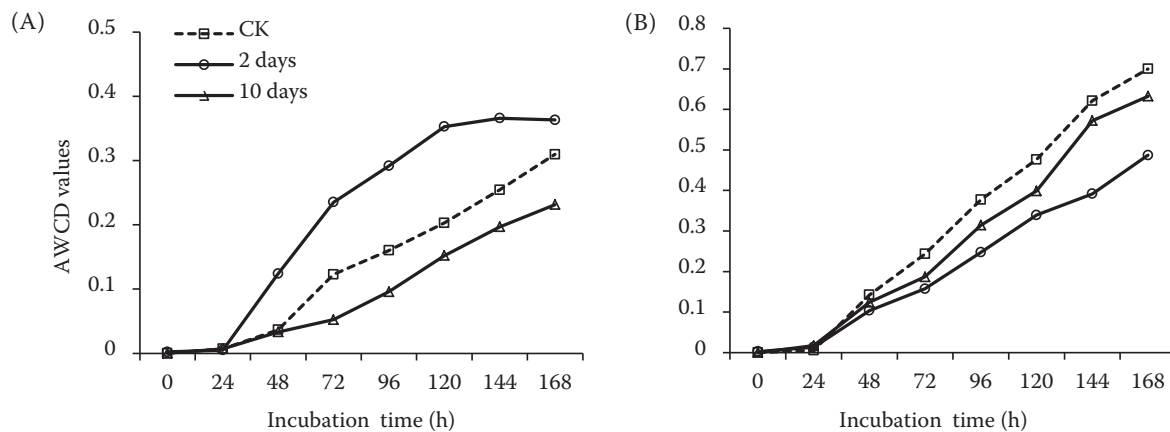 (A)
0.5
0.4
0.3
0.2
0.1
0
AWCD values
CK
2 days
10 days
0 24 48 72 96 120 144 168
Incubation time (h)
(B)
0.8
0.7
0.6
0.5
0.4
0.3
0.2
0.1
0
0 24 48 72 96 120 144 168
Incubation time (h)